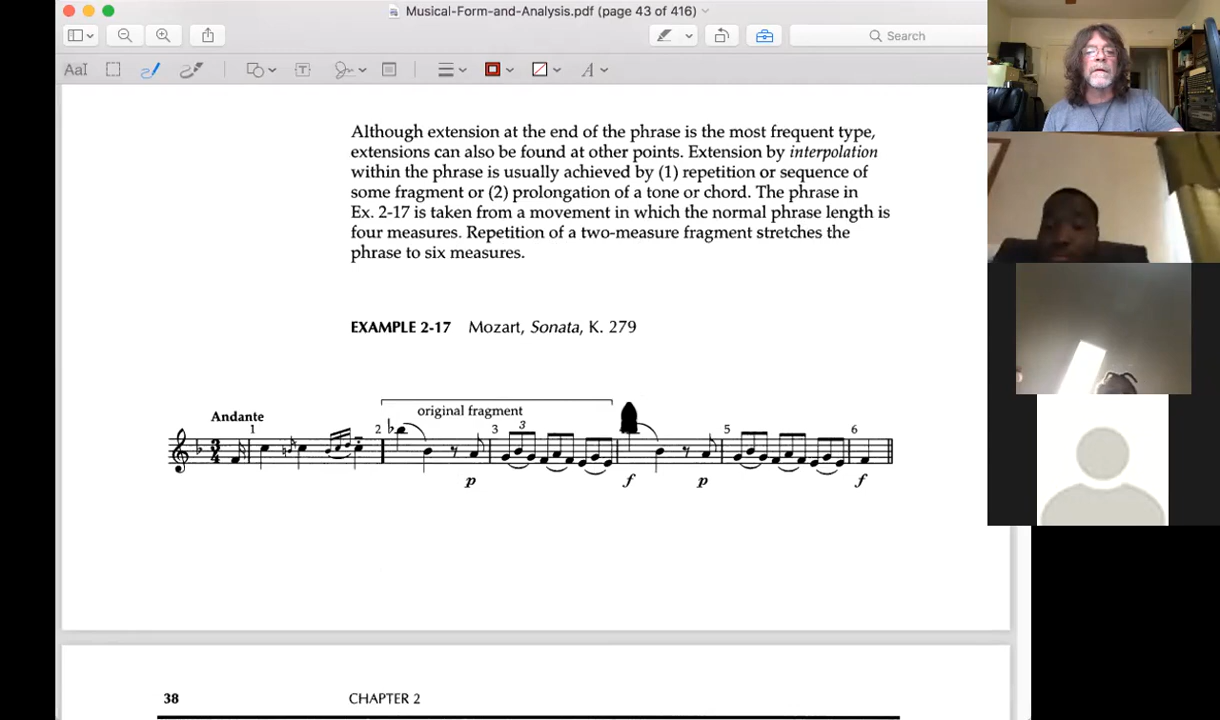 Musical-Form-and-Analysis.pdf (page 43 of 416)
Search
AaI
T
A
Although extension at the end of the phrase is the most frequent type,
extensions can also be found at other points. Extension by interpolation
within the phrase is usually achieved by (1) repetition or sequence of
some fragment or (2) prolongation of a tone or chord. The phrase in
Ex. 2-17 is taken from a movement in which the normal phrase length is
four measures. Repetition of a two-measure fragment stretches the
phrase to six measures.
EXAMPLE 2-17 Mozart, Sonata, K. 279
original fragment
Andante
1 2 3 3 5 6
3
4
p f p f
38 CHAPTER 2